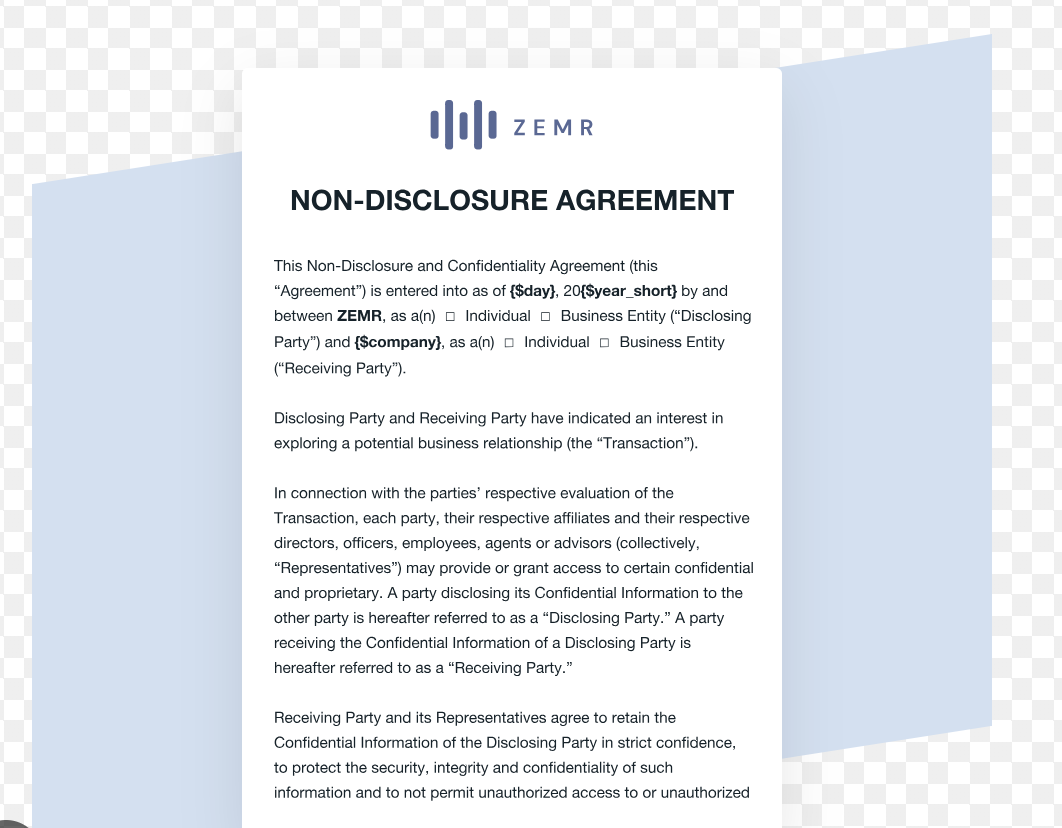 ZEMR
NON-DISCLOSURE AGREEMENT
This Non-Disclosure and Confidentiality Agreement (this
“Agreement”) is entered into as of {$day}, 20{$year_short} by and
between ZEMR, as a(n) □ Individual □ Business Entity (“Disclosing
Party”) and {$company}, as a(n) □ Individual □ Business Entity
(“Receiving Party”).
Disclosing Party and Receiving Party have indicated an interest in
exploring a potential business relationship (the “Transaction”).
In connection with the parties’ respective evaluation of the
Transaction, each party, their respective affiliates and their respective
directors, officers, employees, agents or advisors (collectively,
“Representatives”) may provide or grant access to certain confidential
and proprietary. A party disclosing its Confidential Information to the
other party is hereafter referred to as a “Disclosing Party.” A party
receiving the Confidential Information of a Disclosing Party is
hereafter referred to as a “Receiving Party.”
Receiving Party and its Representatives agree to retain the
Confidential Information of the Disclosing Party in strict confidence,
to protect the security, integrity and confidentiality of such
information and to not permit unauthorized access to or unauthorized